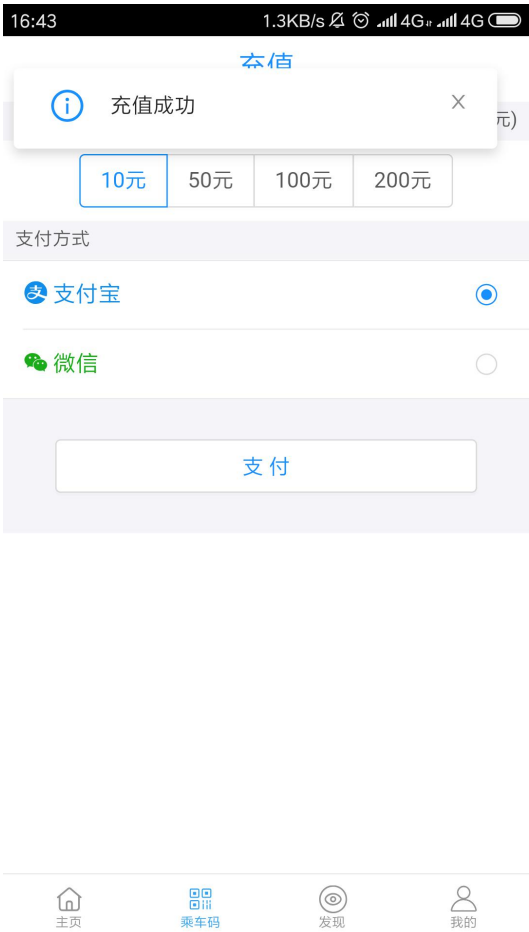 16:43
1.3KB/s 4G 4G
充值
充值成功
元)
10元 50元 100元 200元
支付方式
支付宝
微信
支付
主页 乘车码 发现 我的